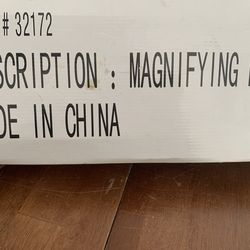 # 32172
SCRIPTION : MAGNIFYING
DE IN CHINA